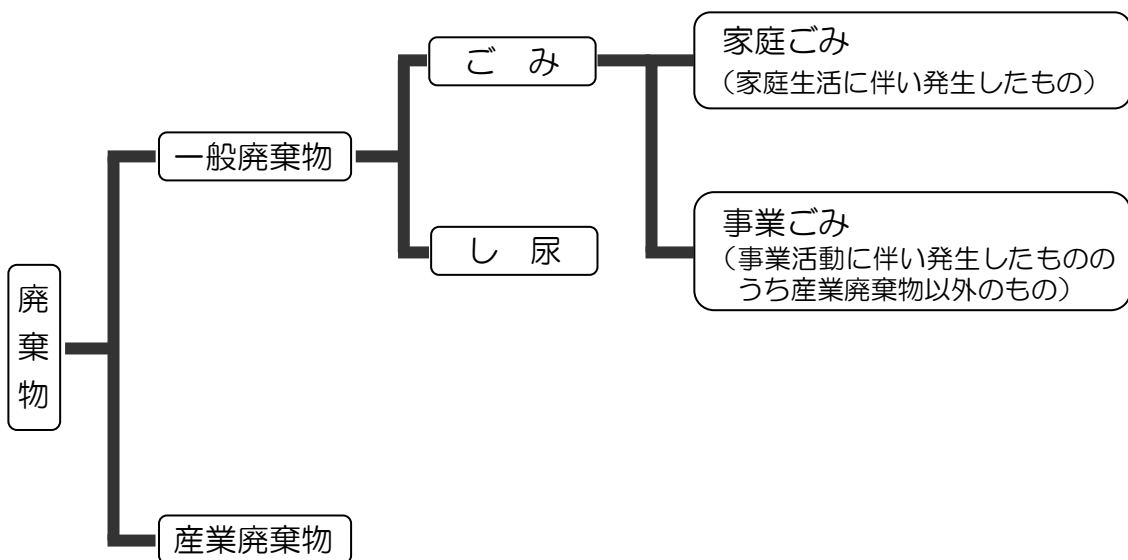 廃棄物
一般廃棄物
ごみ
家庭ごみ
(家庭生活に伴い発生したもの)
事業ごみ
(事業活動に伴い発生したものの
うち産業廃棄物以外のもの)
し尿
産業廃棄物